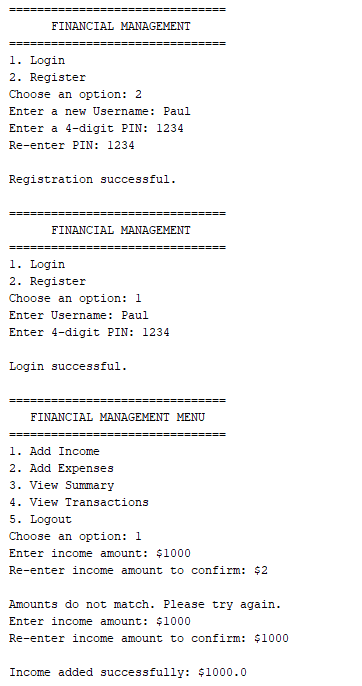 ===============================
FINANCIAL MANAGEMENT
===============================
1. Login
2. Register
Choose an option: 2
Enter a new Username: Paul
Enter a 4-digit PIN: 1234
Re-enter PIN: 1234
Registration successful.
===============================
FINANCIAL MANAGEMENT
===============================
1. Login
2. Register
Choose an option: 1
Enter Username: Paul
Enter 4-digit PIN: 1234
Login successful.
===============================
FINANCIAL MANAGEMENT MENU
===============================
1. Add Income
2. Add Expenses
3. View Summary
4. View Transactions
5. Logout
Choose an option: 1
Enter income amount: $1000
Re-enter income amount to confirm: $2
Amounts do not match. Please try again.
Enter income amount: $1000
Re-enter income amount to confirm: $1000
Income added successfully: $1000.0